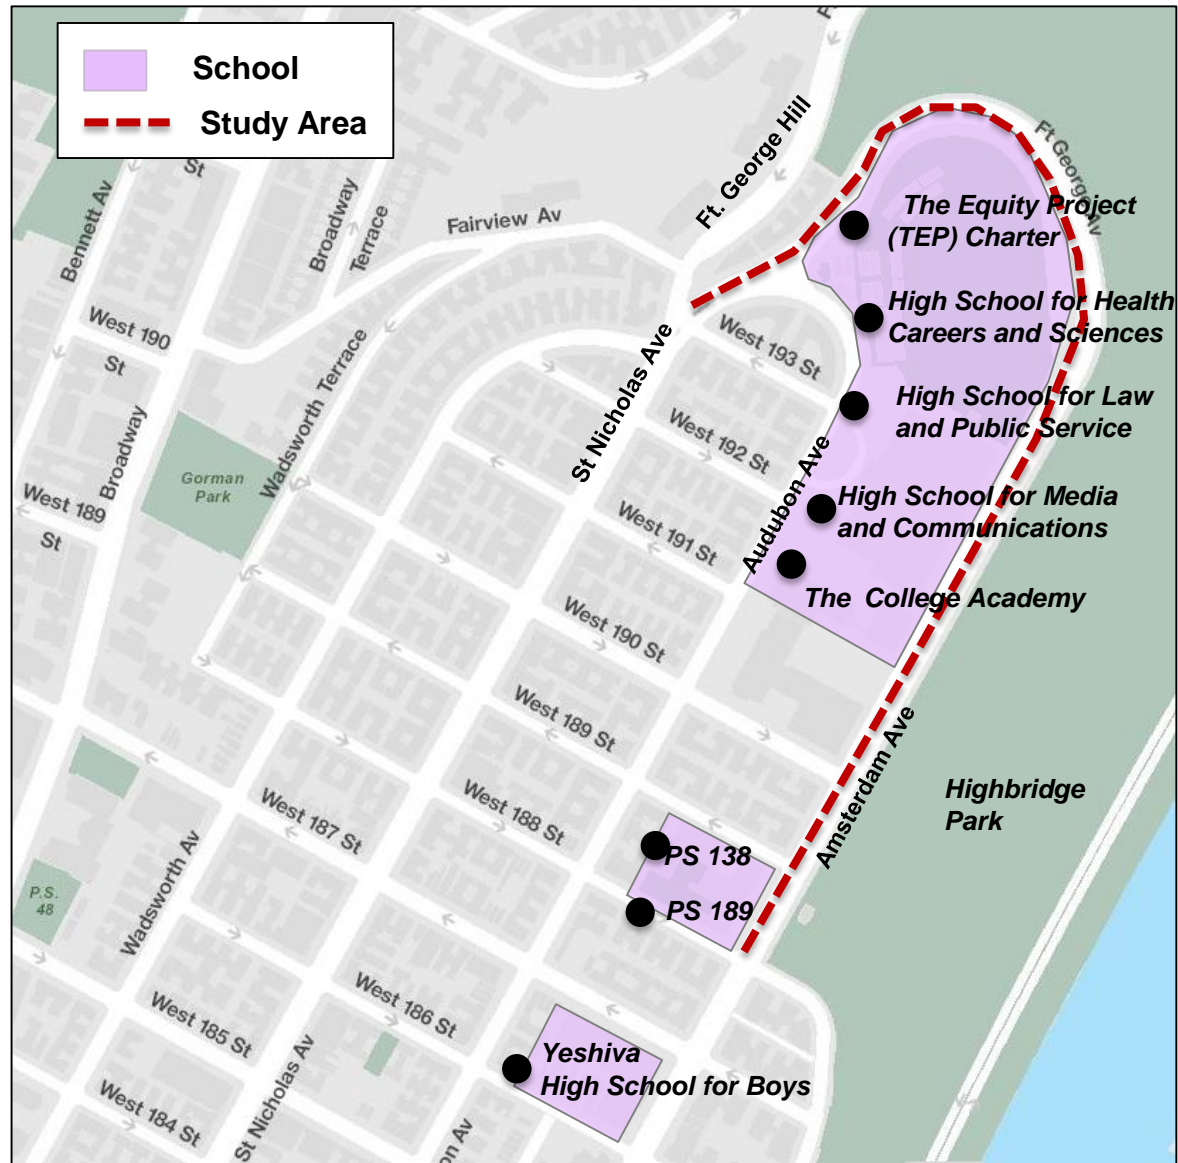 School
Study Area
St
Bennett Av
Broadway
Terrace
Fairview Av
Ft. George Hill
Ft George Av
The Equity Project
(TEP) Charter
High School for Health
Careers and Sciences
High School for Law
and Public Service
High School for Media
and Communications
The College Academy
West 190
St
Wadsworth Terrace
St Nicholas Ave
West 193 St
West 192 St
West 191 St
Audubon Ave
Broadway
Gorman
Park
West 189
St
West 190 St
West 189 St
West 188 St
West 187 St
Amsterdam Ave
Highbridge
Park
PS 138
PS 189
P.S.
48
Wadsworth Av
West 186 St
West 185 St
West 184 St
St Nicholas Av
on Av
Yeshiva
High School for Boys